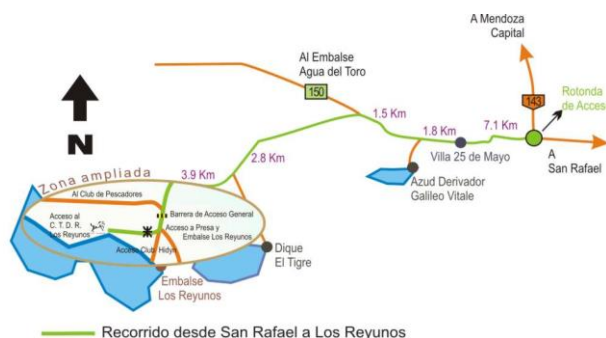 A Mendoza
Capital
Al Embalse
Agua del Toro
150
143
Rotonda
de Acces
1.5 Km
1.8 Km
7.1 Km
Villa 25 de Mayo
A
San Rafael
2.8 Km
Azud Derivador
Galileo Vitale
N
3.9 Km
Zona ampliada
Al Club de Pescadores
Barrera de Acceso General
Acceso al
C. T. D. R.
Los Reyunos
Acceso a Presa y
Embalse Los Reyunos
Acceso Club Hidyn
Dique
El Tigre
Embalse
Los Reyunos
Recorrido desde San Rafael a Los Reyunos